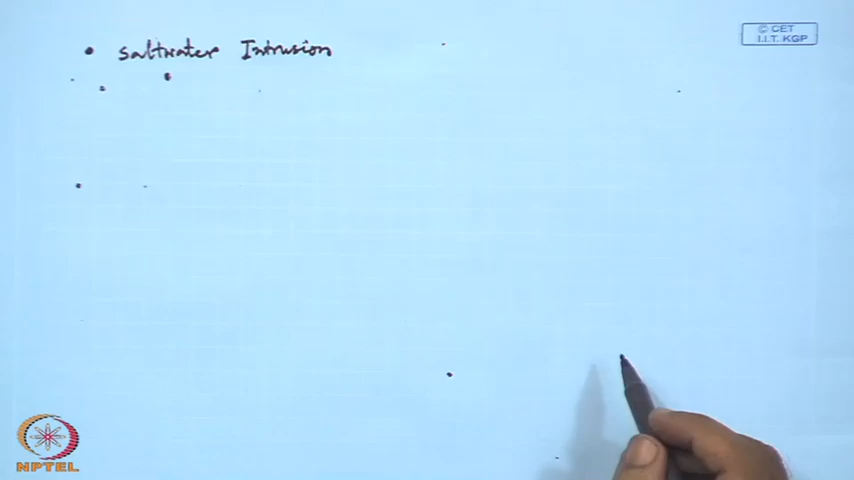 • Saltwater Intrusion
© CET
I.I.T. KGP
NPTEL